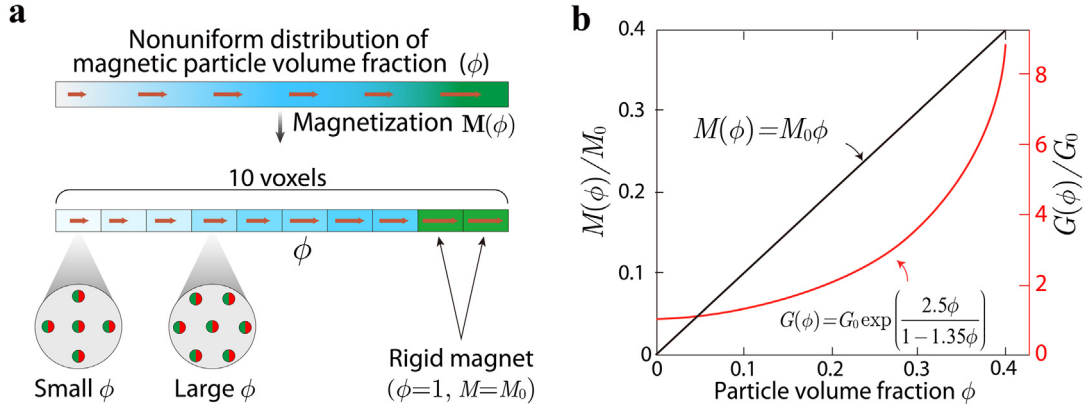 a
Nonuniform distribution of
magnetic particle volume fraction (ϕ)
Magnetization M(ϕ)
10 voxels
ϕ
Small ϕ
Large ϕ
Rigid magnet
(ϕ=1, M=M₀)
b
M(ϕ)/M₀
0.4
0.3
0.2
0.1
0
M(ϕ)=M₀ϕ
G(ϕ)=G₀exp(2.5ϕ/1−1.35ϕ)
8
6
4
2
0
G(ϕ)/G₀
0 0.1 0.2 0.3 0.4
Particle volume fraction ϕ